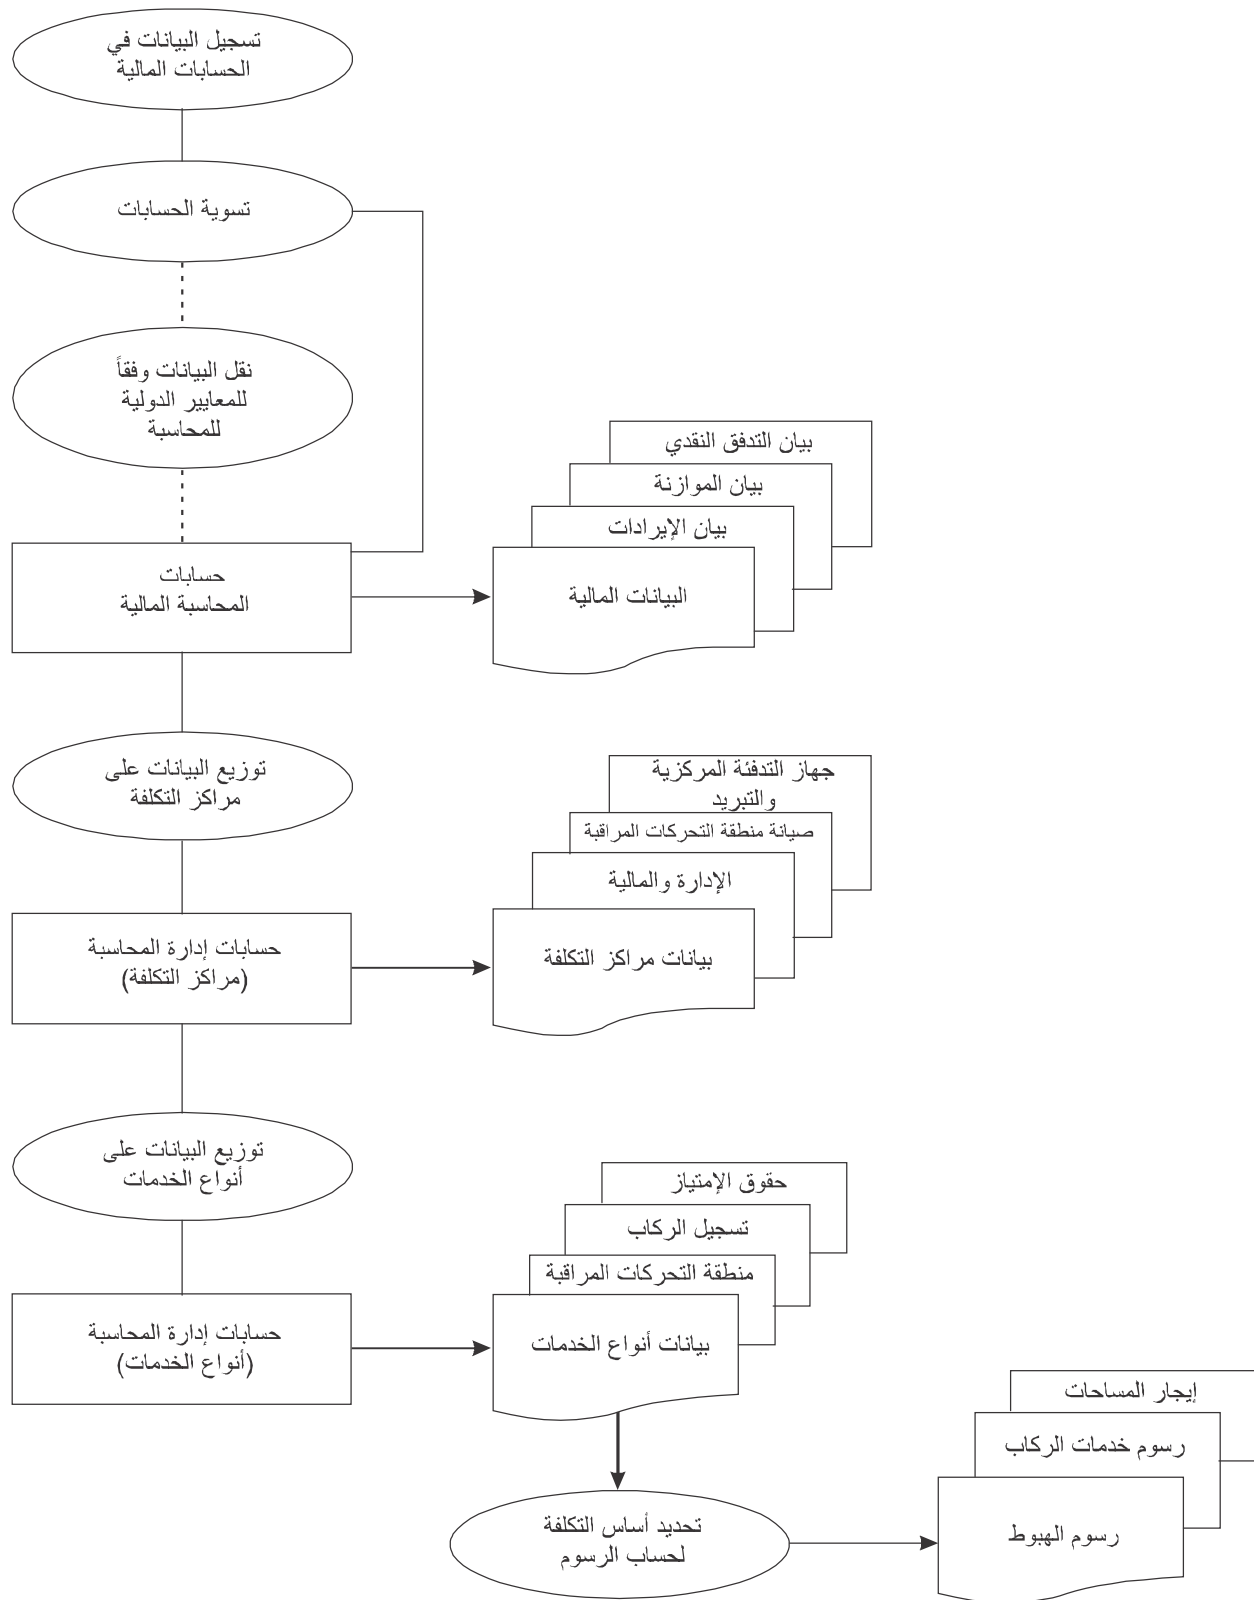 تسجيل البيانات في
الحسابات المالية
تسوية الحسابات
نقل البيانات وفقاً
للمعايير الدولية
للمحاسبة
بيان التدفق النقدي
بيان الموازنة
بيان الإيرادات
البيانات المالية
حسابات
المحاسبة المالية
توزيع البيانات على
مراكز التكلفة
جهاز التدفئة المركزية
والتبريد
صيانة منطقة التحركات المراقبة
الإدارة والمالية
بيانات مراكز التكلفة
حسابات إدارة المحاسبة
(مراكز التكلفة)
توزيع البيانات على
أنواع الخدمات
حقوق الإمتياز
تسجيل الركاب
منطقة التحركات المراقبة
بيانات أنواع الخدمات
حسابات إدارة المحاسبة
(أنواع الخدمات)
إيجار المساحات
رسوم خدمات الركاب
رسوم الهبوط
تحديد أساس التكلفة
لحساب الرسوم